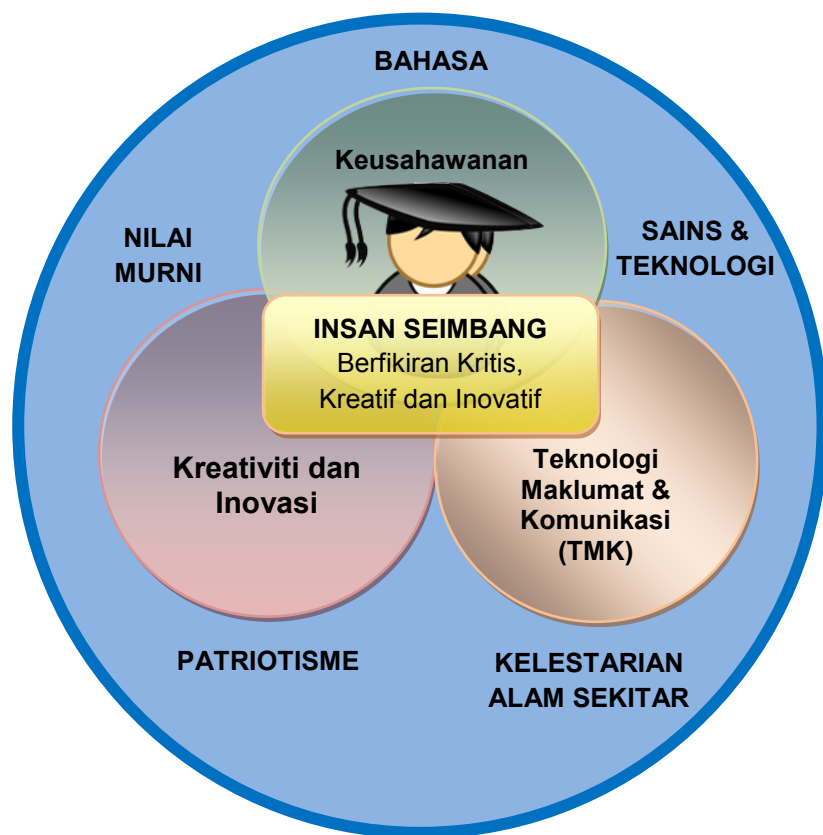 BAHASA
Keusahawanan
NILAI
MURNI
SAINS &
TEKNOLOGI
INSAN SEIMBANG
Berfikiran Kritis,
Kreatif dan Inovatif
Kreativiti dan
Inovasi
Teknologi
Maklumat &
Komunikasi
(TMK)
PATRIOTISME
KELESTARIAN
ALAM SEKITAR